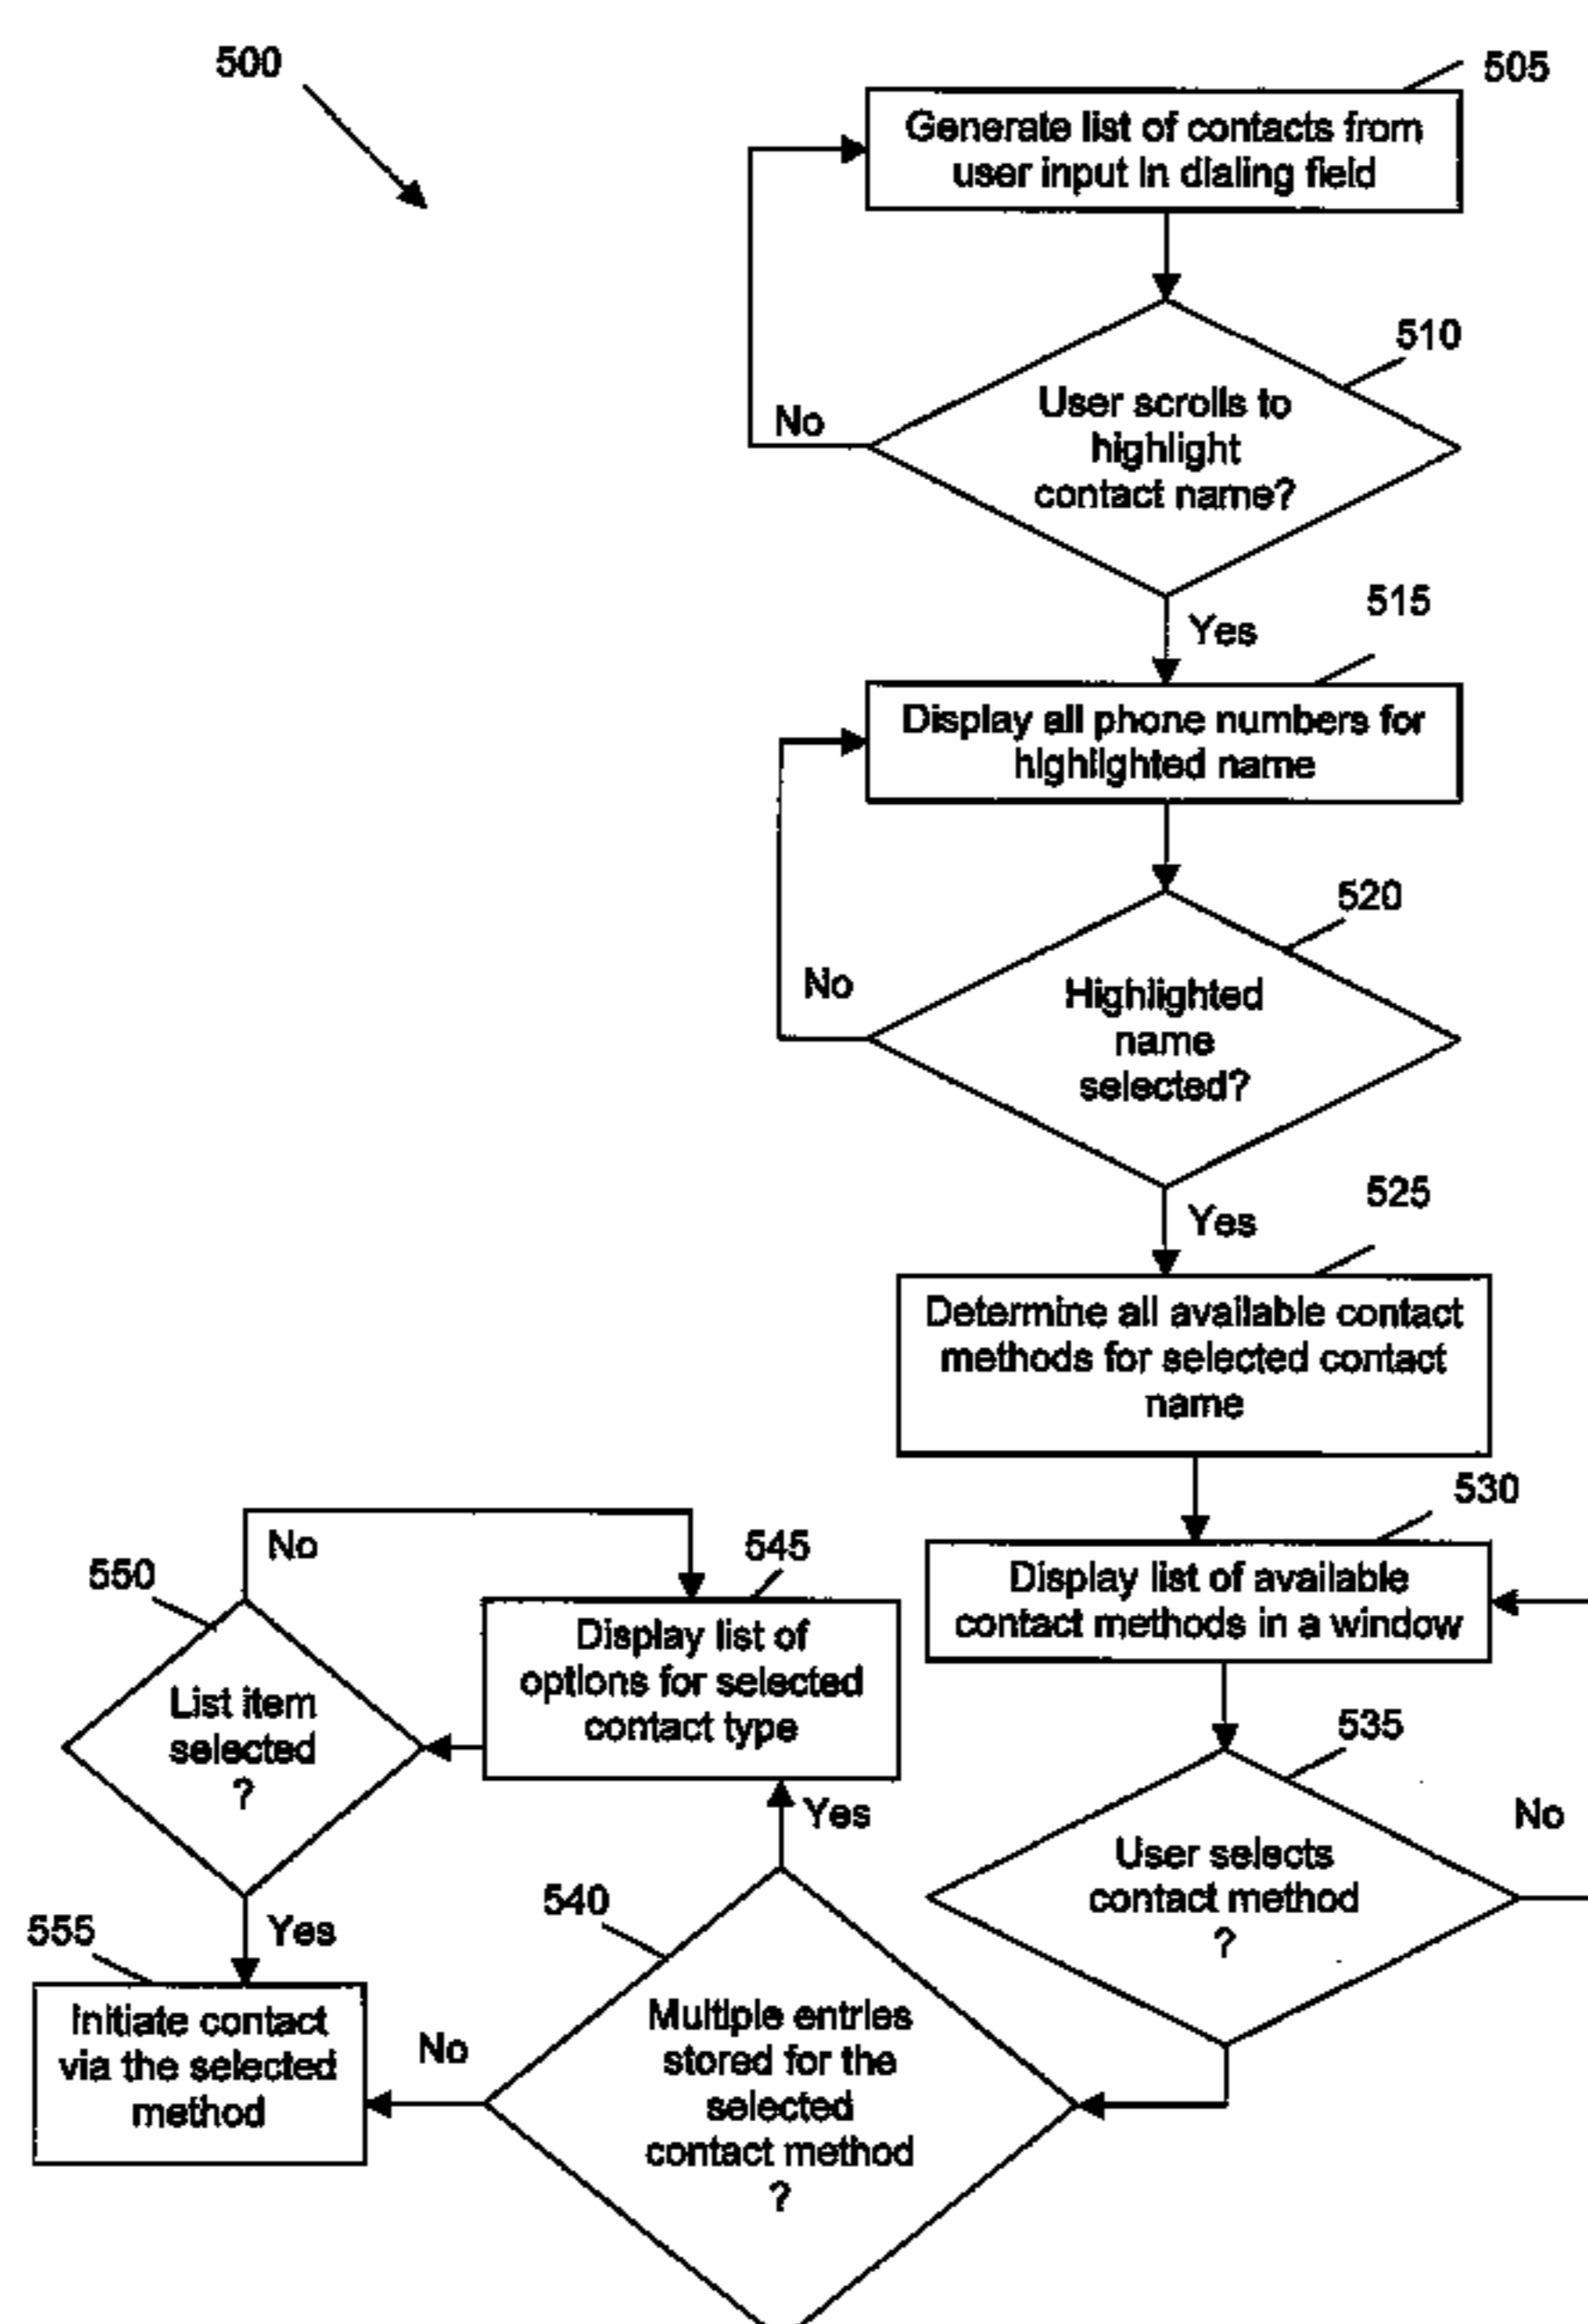 500
505
Generate list of contacts from
user input in dialing field
510
User scrolls to
highlight
contact name?
No
Yes
515
Display all phone numbers for
highlighted name
520
Highlighted
name
selected?
No
Yes
525
Determine all available contact
methods for selected contact
name
530
Display list of available
contact methods in a window
535
User selects
contact method
?
No
540
Multiple entries
stored for the
selected
contact method
?
Yes
No
545
Display list of
options for selected
contact type
550
List item
selected
?
No
Yes
555
Initiate contact
via the selected
method